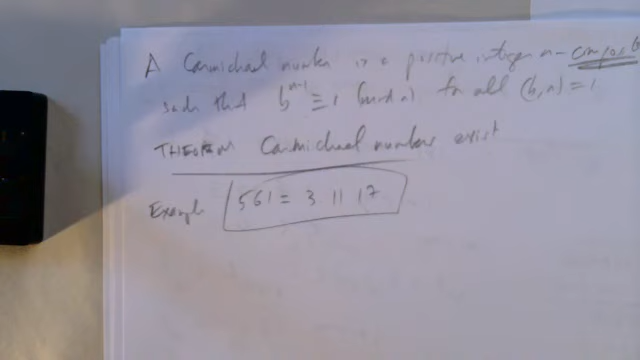 A Carmichael number is a positive integer n - composite
such that b^{n-1} ≡ 1 (mod n) for all (b,n) = 1
THEOREM Carmichael numbers exist
Example 561 = 3 11 17